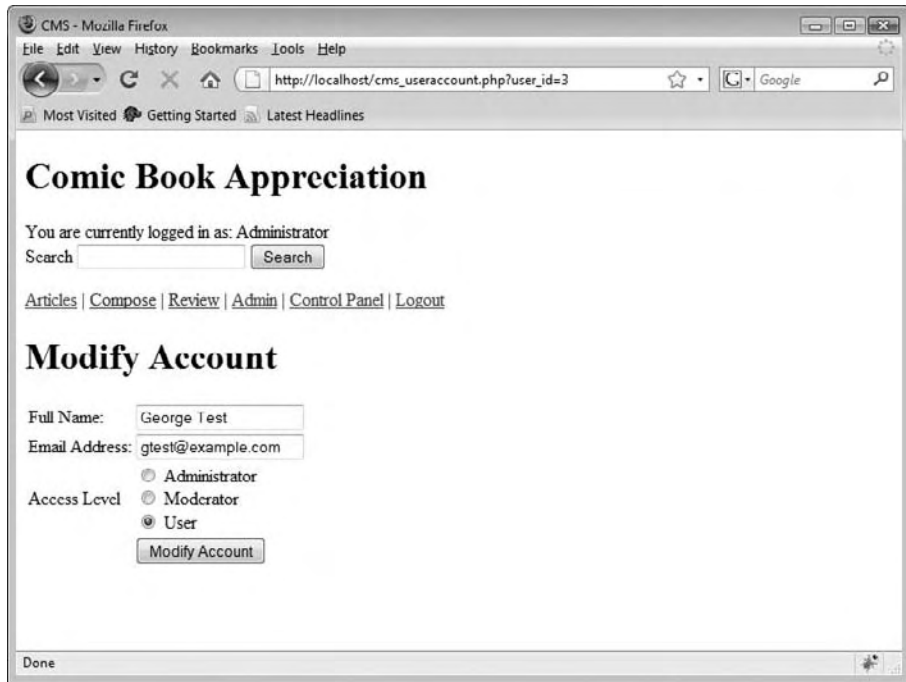 CMS - Mozilla Firefox
File Edit View History Bookmarks Tools Help
http://localhost/cms_useraccount.php?user_id=3
G Google
Most Visited Getting Started Latest Headlines
Comic Book Appreciation
You are currently logged in as: Administrator
Search Search
Articles | Compose | Review | Admin | Control Panel | Logout
Modify Account
Full Name: George Test
Email Address: gtest@example.com
Administrator
Access Level Moderator
User
Modify Account
Done